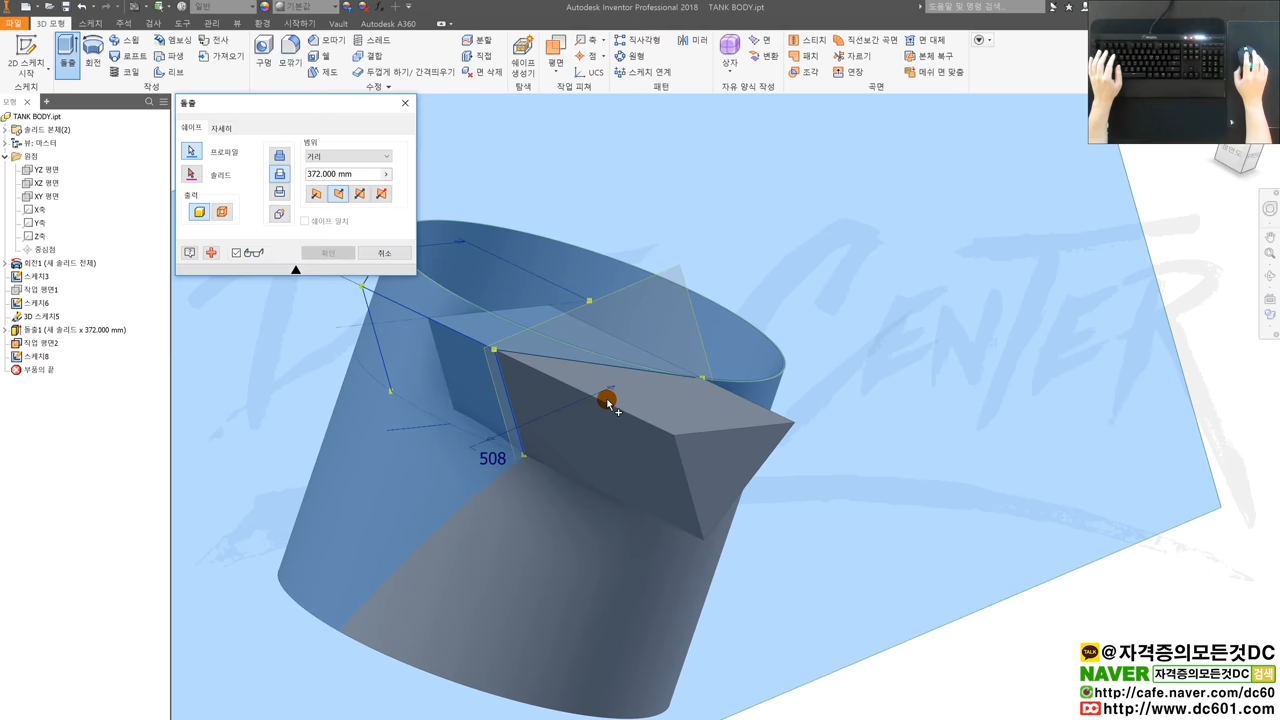 Autodesk Inventor Professional 2018 TANK BODY.ipt
일반
도움말 및 명령 검색...
파일 3D 모형 스케치 주석 검사 도구 관리 뷰 환경 시작하기 Vault Autodesk A360
2D 스케치 시작
돌출
회전
스윕
로프트
코일
엠보싱
파생
리브
전사
가져오기
구멍
모깎기
모따기
쉘
제도
스레드
결합
두껍게 하기/ 간격띄우기
분할
직접
면 삭제
쉐이프 생성기
평면
축
점
UCS
직사각형
원형
스케치 연계
미러
상자
면
변환
스티치
패치
조각
직선보간 곡면
자르기
연장
면 대체
본체 복구
메쉬 면 맞춤
스케치 작성 수정 탐색 작업 피쳐 패턴 자유 양식 작성 곡면
모형
TANK BODY.ipt
솔리드 본체(2)
뷰: 마스터
원점
YZ 평면
XZ 평면
XY 평면
X축
Y축
Z축
중심점
회전1 (새 솔리드 전체)
스케치3
작업 평면1
스케치6
3D 스케치5
돌출1 (새 솔리드 x 372.000 mm)
작업 평면2
스케치8
부품의 끝
돌출
쉐이프 자세히
프로파일
솔리드
출력
범위
거리
372.000 mm
쉐이프 일치
확인 취소
508
DREAM CENTER
TALK @자격증의모든것DC
NAVER 자격증의모든것DC 검색
http://cafe.naver.com/dc60
DC http://www.dc601.com